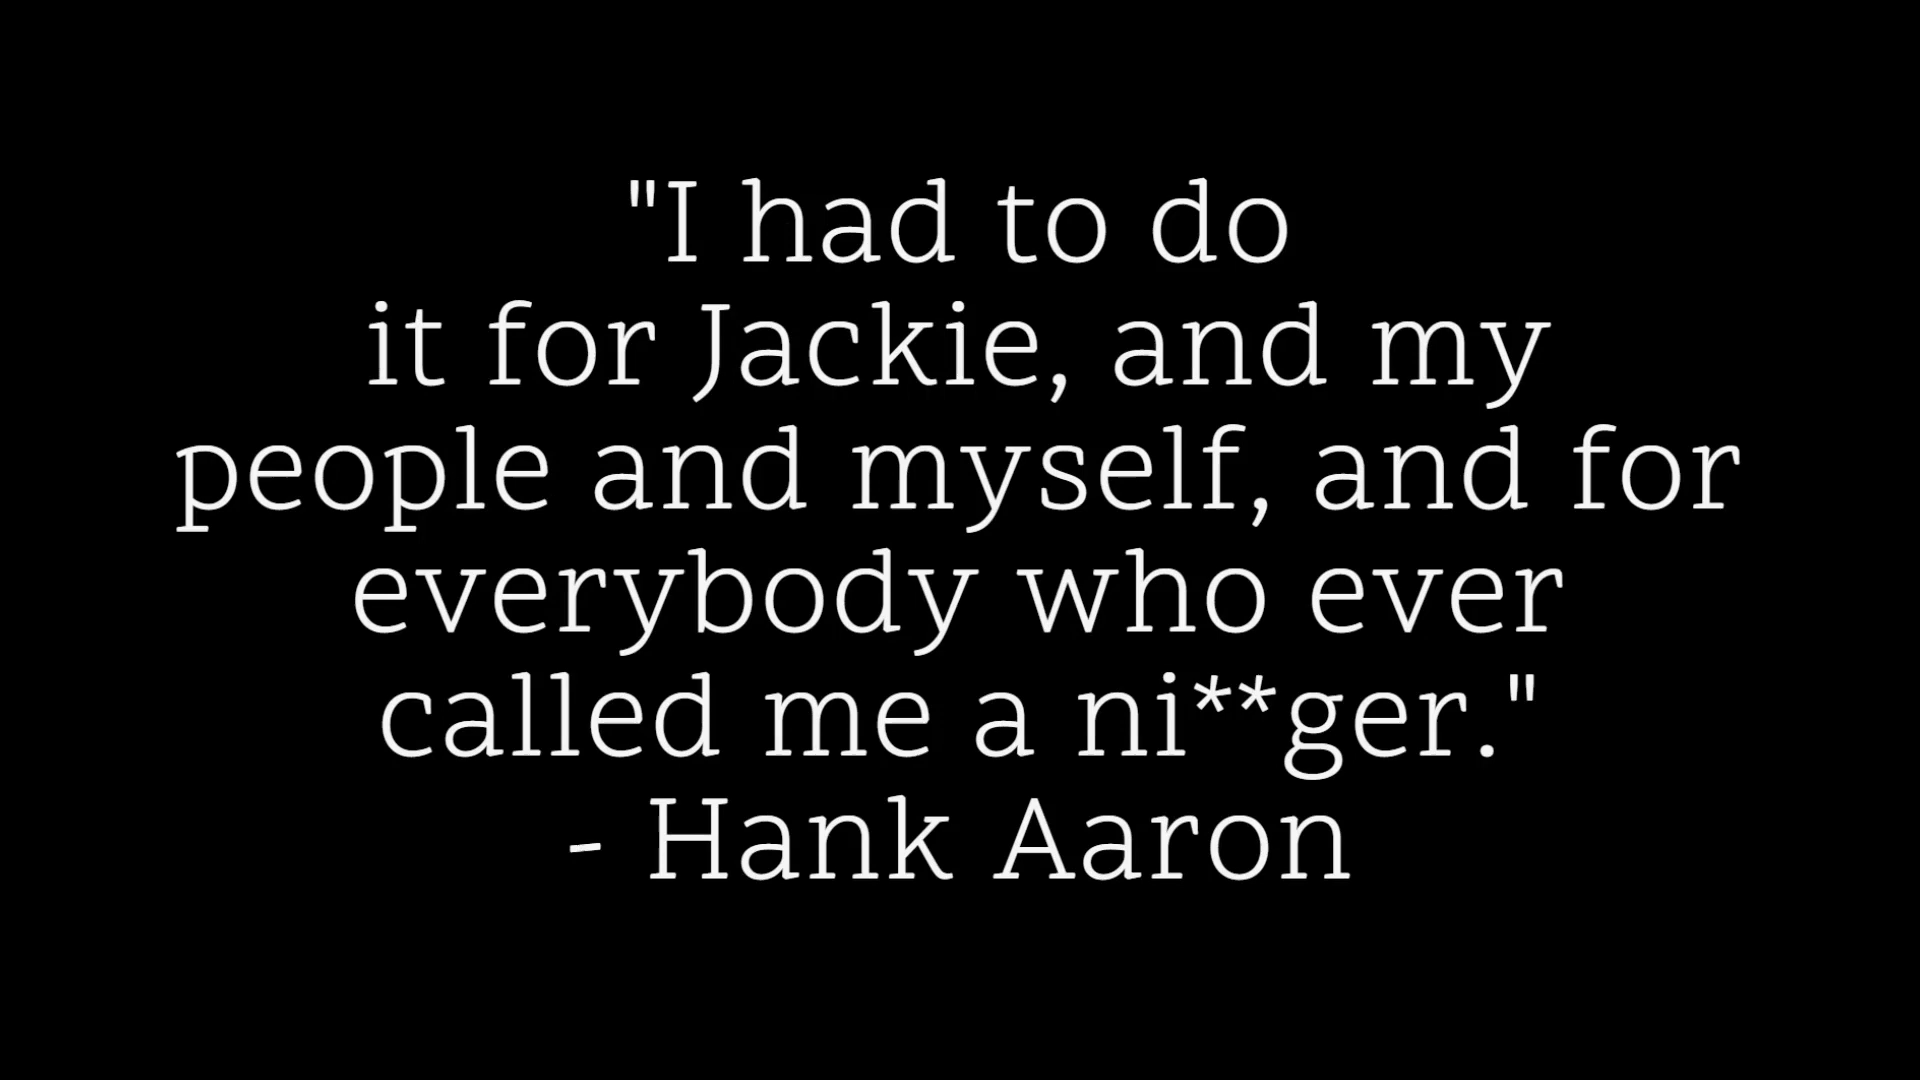 "I had to do
it for Jackie, and my
people and myself, and for
everybody who ever
called me a ni**ger."
- Hank Aaron